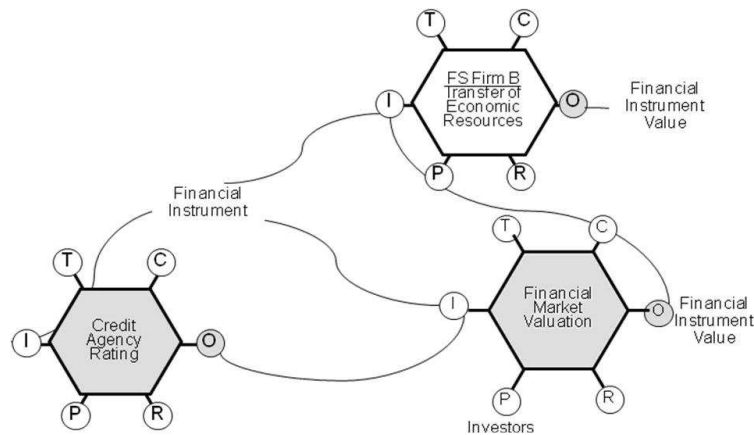 T
C
FS Firm B
Transfer of
Economic
Resources
I
O
Financial
Instrument
Value
P
R
Financial
Instrument
T
C
Financial
Market
Valuation
I
O
Financial
Instrument
Value
P
R
Investors
T
C
Credit
Agency
Rating
I
O
P
R